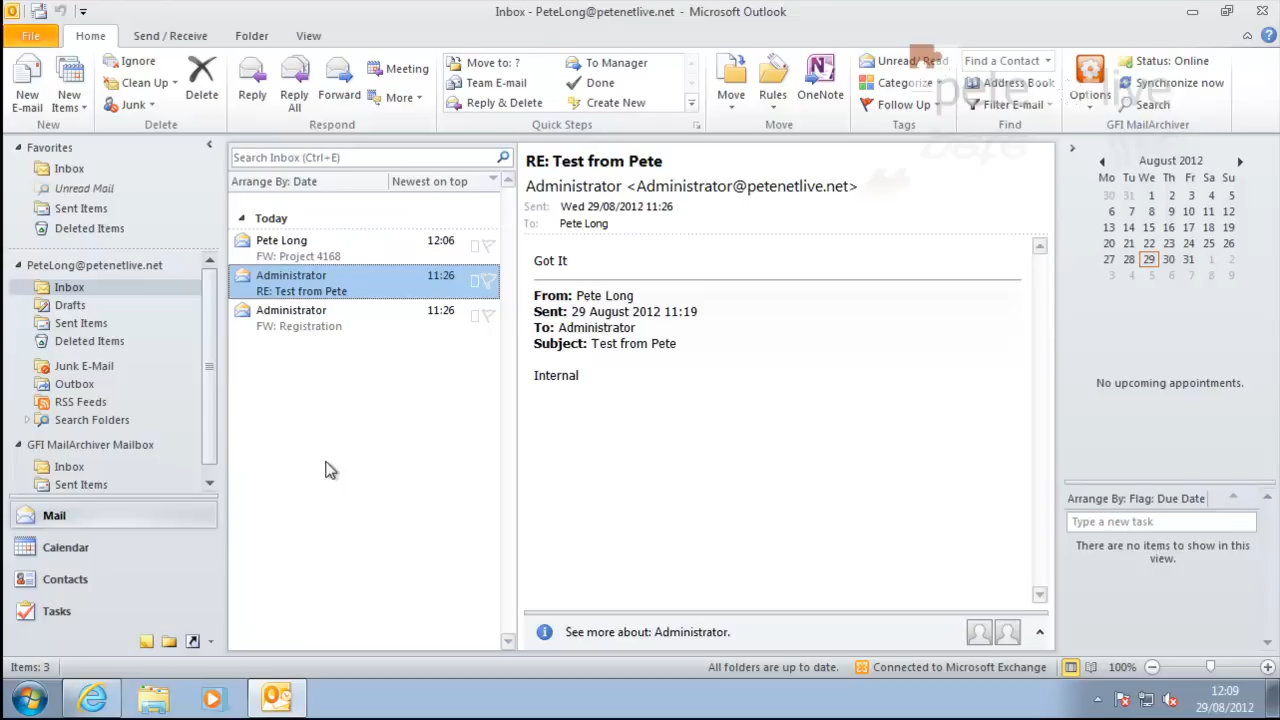 Inbox - PeteLong@petenetlive.net - Microsoft Outlook
File Home Send / Receive Folder View
New E-mail
New Items
New
Ignore
Clean Up
Junk
Delete
Delete
Reply
Reply All
Forward
Meeting
More
Respond
Move to: ?
Team E-mail
Reply & Delete
To Manager
Done
Create New
Quick Steps
Move
Rules
OneNote
Move
Unread/ Read
Categorize
Follow Up
Tags
Find a Contact
Address Book
Filter E-mail
Find
Options
Status: Online
Synchronize now
Search
GFI MailArchiver
Favorites
Inbox
Unread Mail
Sent Items
Deleted Items
PeteLong@petenetlive.net
Inbox
Drafts
Sent Items
Deleted Items
Junk E-Mail
Outbox
RSS Feeds
Search Folders
GFI MailArchiver Mailbox
Inbox
Sent Items
Mail
Calendar
Contacts
Tasks
Search Inbox (Ctrl+E)
Arrange By: Date Newest on top
Today
Pete Long 12:06
FW: Project 4168
Administrator 11:26
RE: Test from Pete
Administrator 11:26
FW: Registration
RE: Test from Pete
Administrator <Administrator@petenetlive.net>
Sent: Wed 29/08/2012 11:26
To: Pete Long
Got It
From: Pete Long
Sent: 29 August 2012 11:19
To: Administrator
Subject: Test from Pete
Internal
See more about: Administrator.
August 2012
Mo Tu We Th Fr Sa Su
30 31 1 2 3 4 5
6 7 8 9 10 11 12
13 14 15 16 17 18 19
20 21 22 23 24 25 26
27 28 29 30 31 1 2
3 4 5 6 7 8 9
No upcoming appointments.
Arrange By: Flag: Due Date
Type a new task
There are no items to show in this
view.
Items: 3 All folders are up to date. Connected to Microsoft Exchange 100%
12:09
29/08/2012